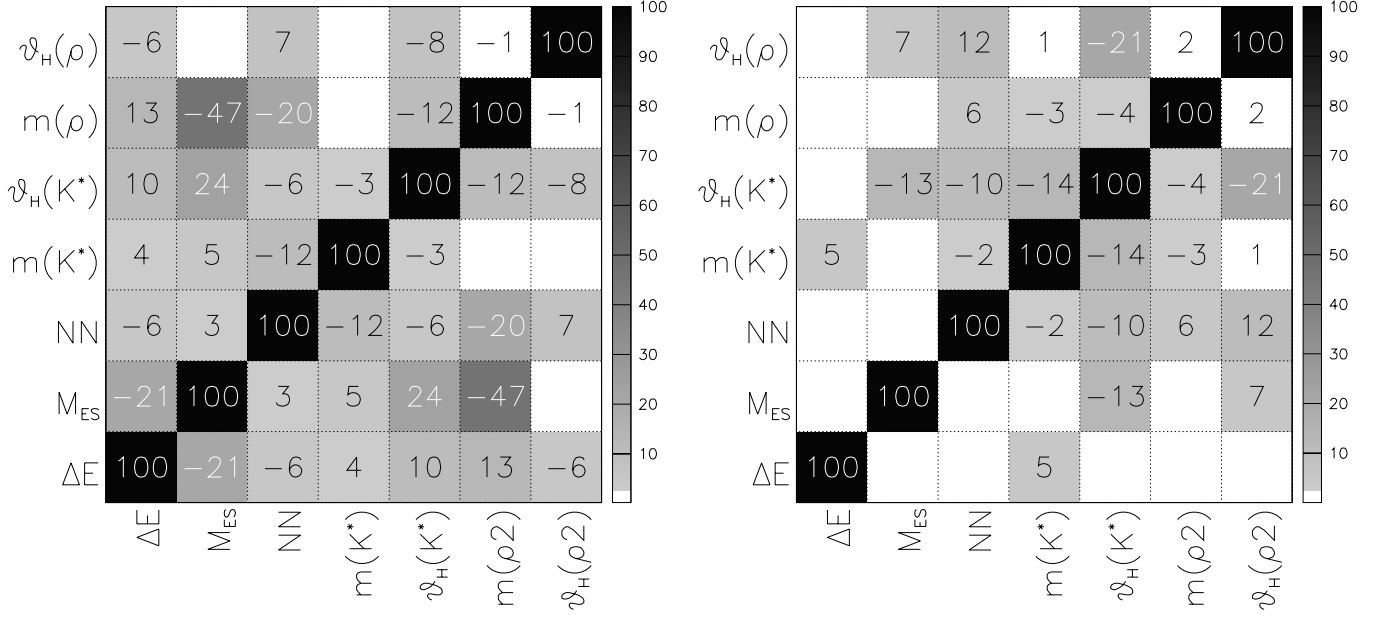 ϑH(ρ) −6 7 −8 −1 100
m(ρ) 13 −47 −20 −12 100 −1
ϑH(K*) 10 24 −6 −3 100 −12 −8
m(K*) 4 5 −12 100 −3
NN −6 3 100 −12 −6 −20 7
MES −21 100 3 5 24 −47
ΔE 100 −21 −6 4 10 13 −6
ΔE MES NN m(K*) ϑH(K*) m(ρ2) ϑH(ρ2)
100
90
80
70
60
50
40
30
20
10
ϑH(ρ) 7 12 1 −21 2 100
m(ρ) 6 −3 −4 100 2
ϑH(K*) −13 −10 −14 100 −4 −21
m(K*) 5 −2 100 −14 −3 1
NN 100 −2 −10 6 12
MES 100 −13 7
ΔE 100 5
ΔE MES NN m(K*) ϑH(K*) m(ρ2) ϑH(ρ2)
100
90
80
70
60
50
40
30
20
10